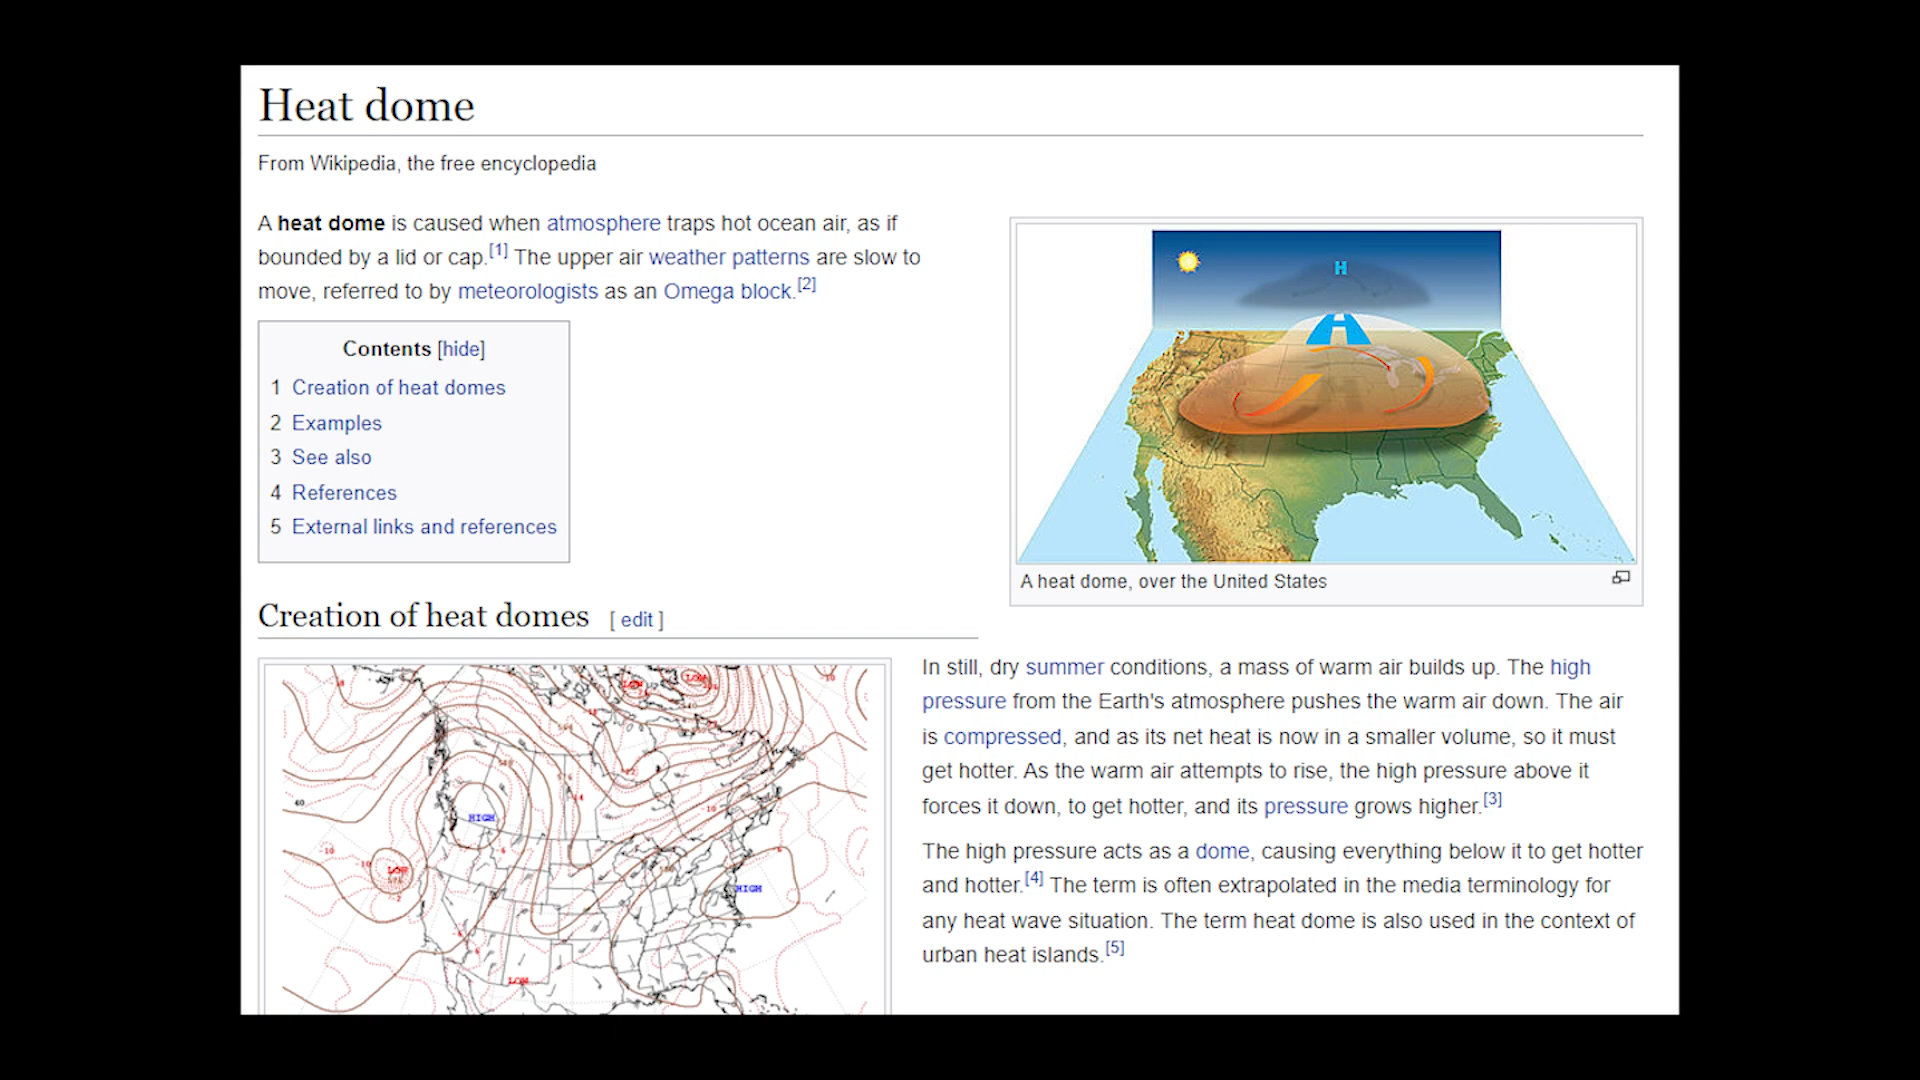 Heat dome
From Wikipedia, the free encyclopedia
A heat dome is caused when atmosphere traps hot ocean air, as if
bounded by a lid or cap.[1] The upper air weather patterns are slow to
move, referred to by meteorologists as an Omega block.[2]
Contents [hide]
1 Creation of heat domes
2 Examples
3 See also
4 References
5 External links and references
H
H
A heat dome, over the United States
Creation of heat domes [ edit ]
LOW
LOW
HIGH
LOW
HIGH
LOW
In still, dry summer conditions, a mass of warm air builds up. The high
pressure from the Earth's atmosphere pushes the warm air down. The air
is compressed, and as its net heat is now in a smaller volume, so it must
get hotter. As the warm air attempts to rise, the high pressure above it
forces it down, to get hotter, and its pressure grows higher.[3]
The high pressure acts as a dome, causing everything below it to get hotter
and hotter.[4] The term is often extrapolated in the media terminology for
any heat wave situation. The term heat dome is also used in the context of
urban heat islands.[5]